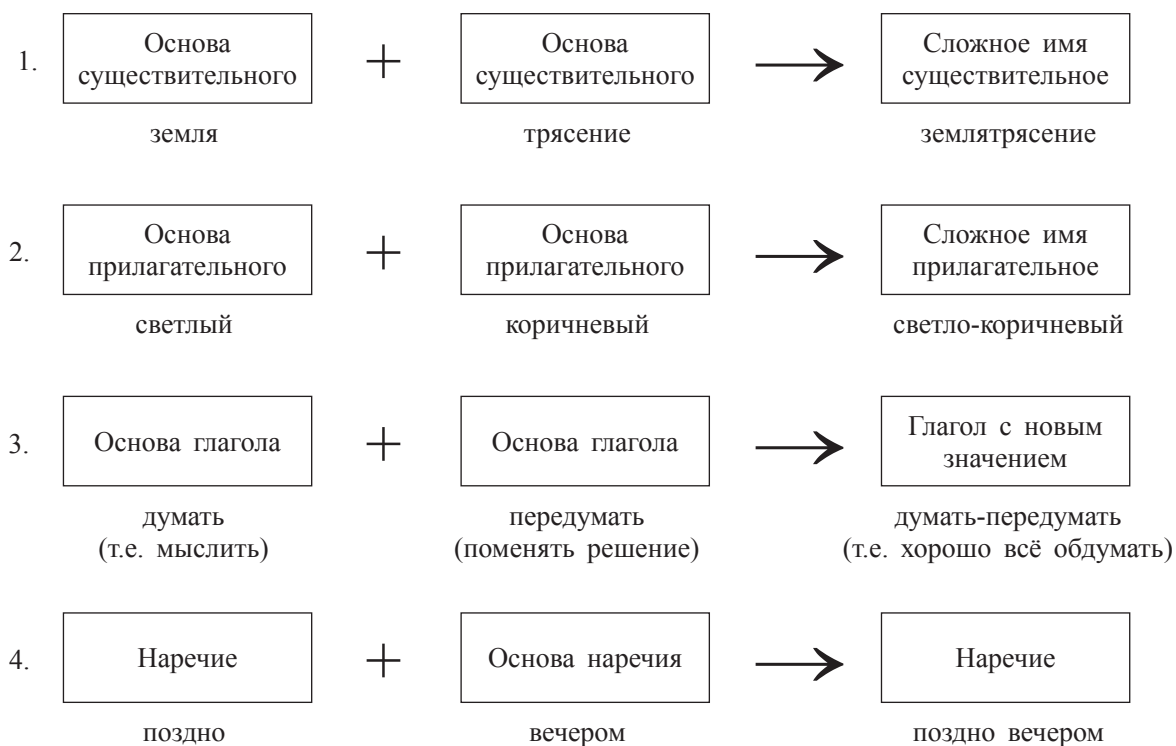 1. Основа существительного + Основа существительного → Сложное имя существительное
земля трясение землятрясение
2. Основа прилагательного + Основа прилагательного → Сложное имя прилагательное
светлый коричневый светло-коричневый
3. Основа глагола + Основа глагола → Глагол с новым значением
думать (т.е. мыслить) передумать (поменять решение) думать-передумать (т.е. хорошо всё обдумать)
4. Наречие + Основа наречия → Наречие
поздно вечером поздно вечером